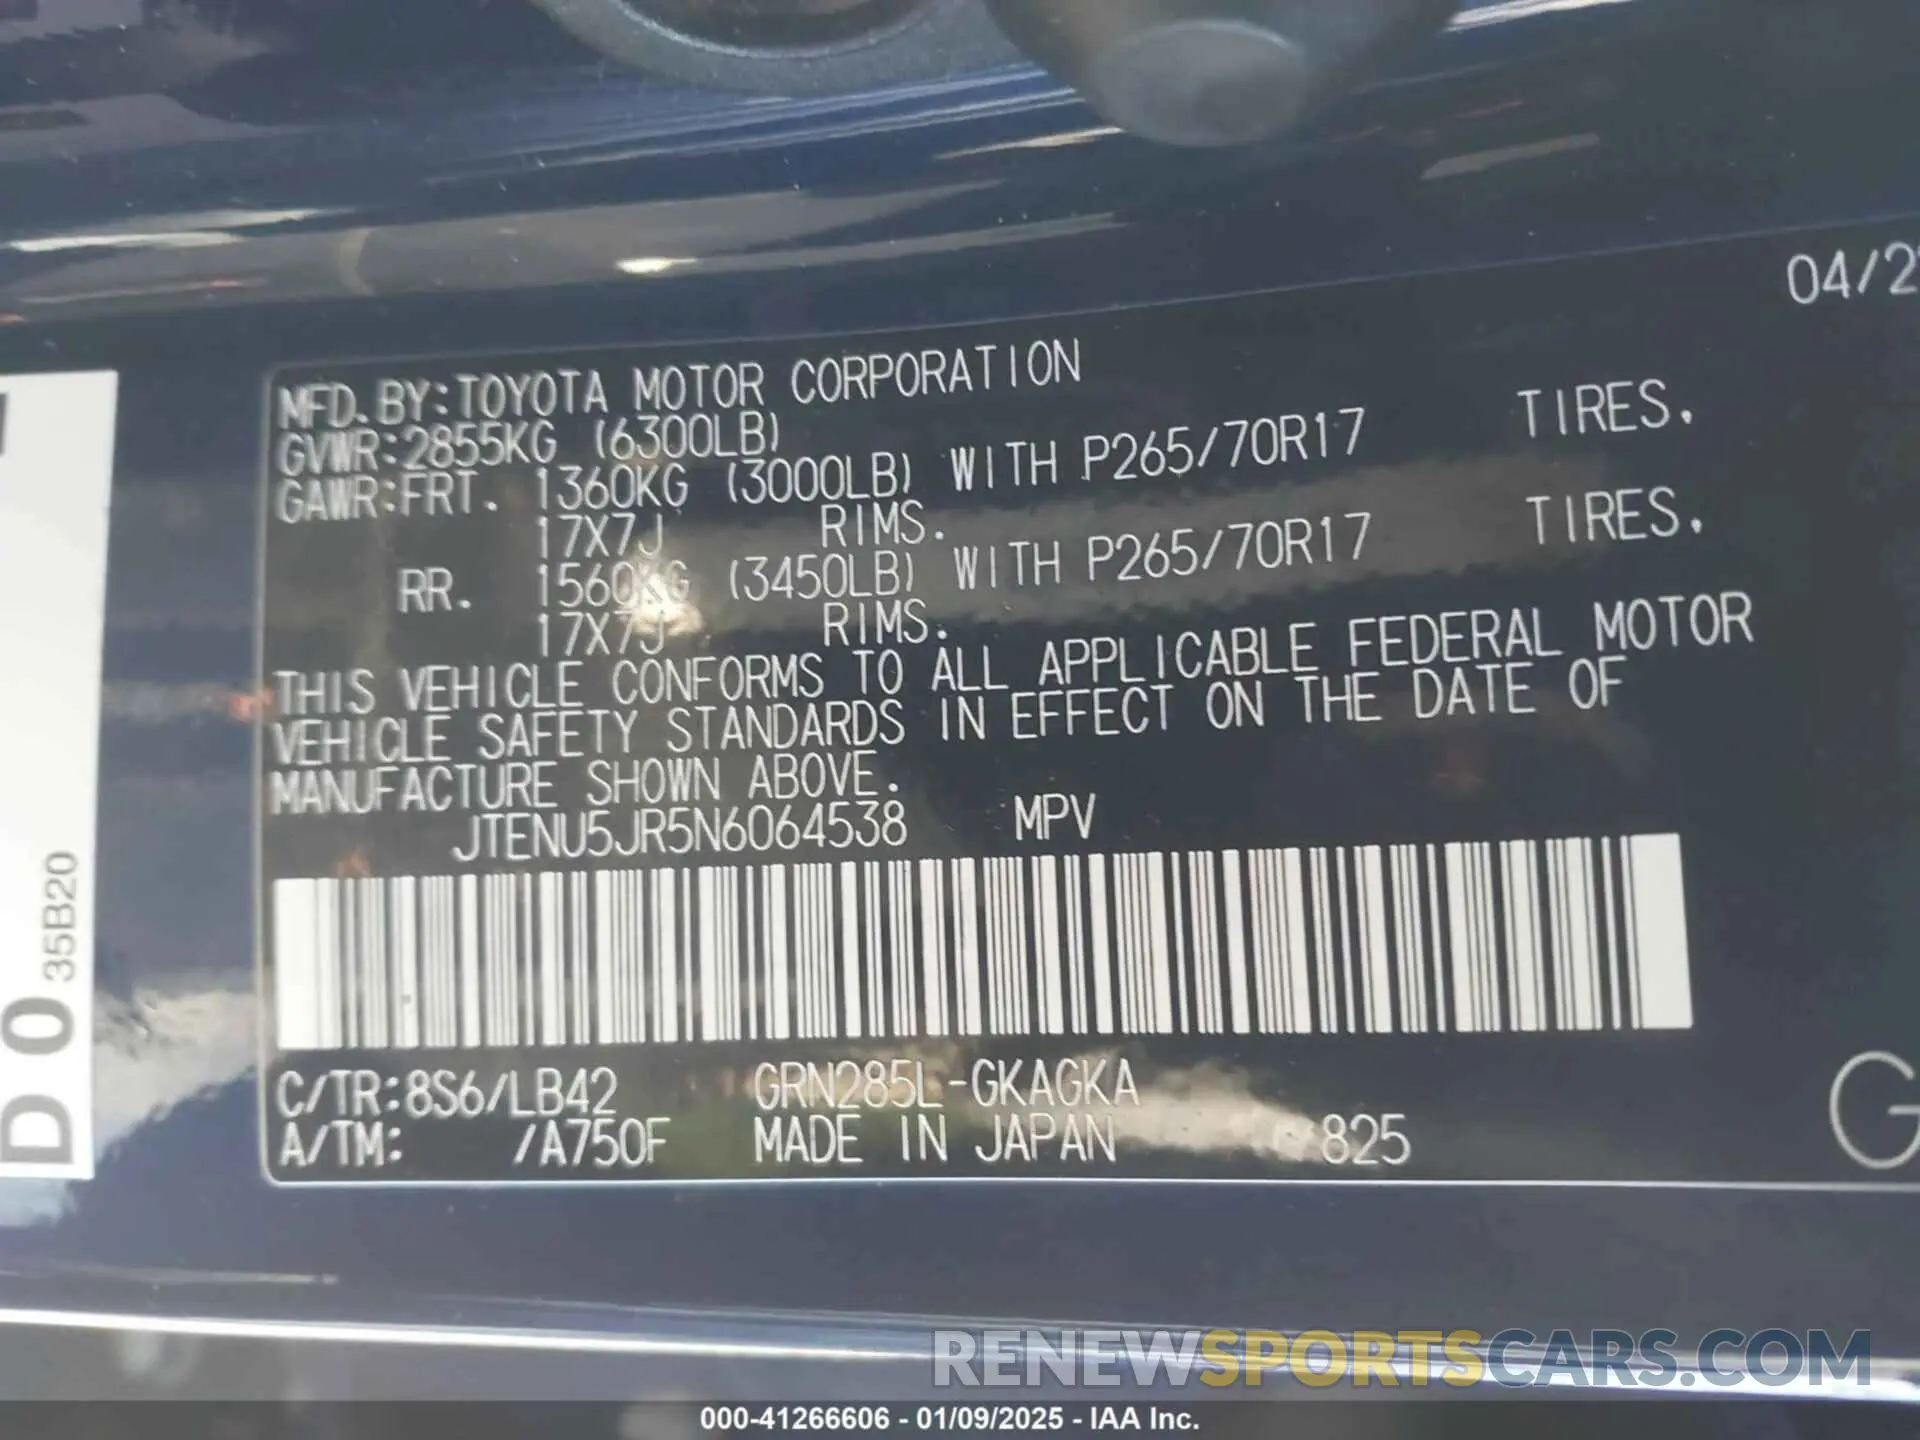 04/2
MFD. BY: TOYOTA MOTOR CORPORATION
GVWR: 2855KG (6300LB)
GAWR: FRT. 1360KG (3000LB) WITH P265/70R17 TIRES.
17X7J RIMS.
RR. 1560KG (3450LB) WITH P265/70R17 TIRES.
17X7J RIMS.
THIS VEHICLE CONFORMS TO ALL APPLICABLE FEDERAL MOTOR
VEHICLE SAFETY STANDARDS IN EFFECT ON THE DATE OF
MANUFACTURE SHOWN ABOVE.
JTENU5JR5N6064538 MPV
C/TR: 8S6/LB42 GRN285L-GKAGKA
A/TM: /A750F MADE IN JAPAN 825
G
D 0 35B20
RENEWSPORTSCARS.COM
000-41266606 - 01/09/2025 - IAA Inc.